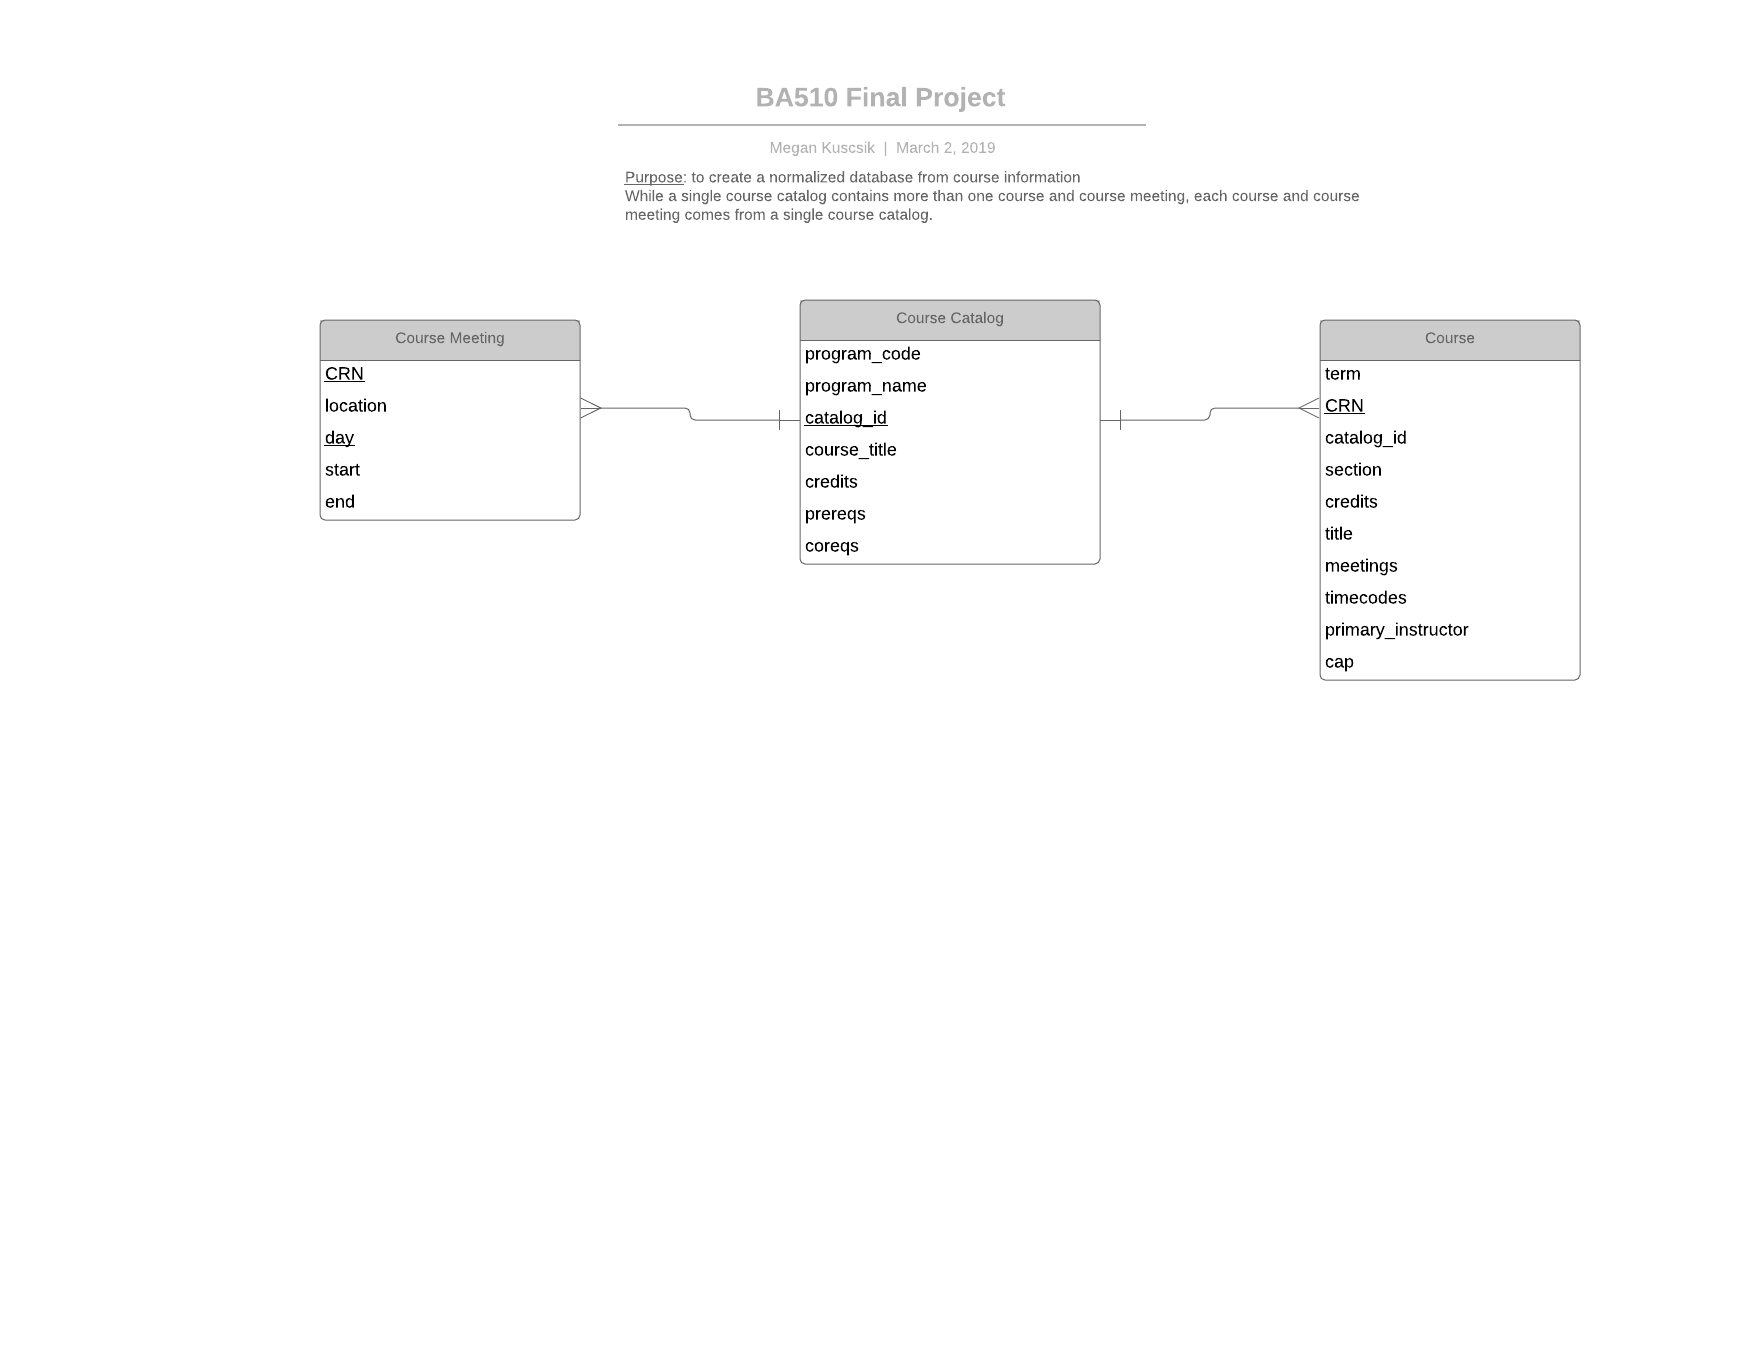 BA510 Final Project
Megan Kuscsik | March 2, 2019
Purpose: to create a normalized database from course information
While a single course catalog contains more than one course and course meeting, each course and course
meeting comes from a single course catalog.
Course Meeting
CRN
location
day
start
end
Course Catalog
program_code
program_name
catalog_id
course_title
credits
prereqs
coreqs
Course
term
CRN
catalog_id
section
credits
title
meetings
timecodes
primary_instructor
cap